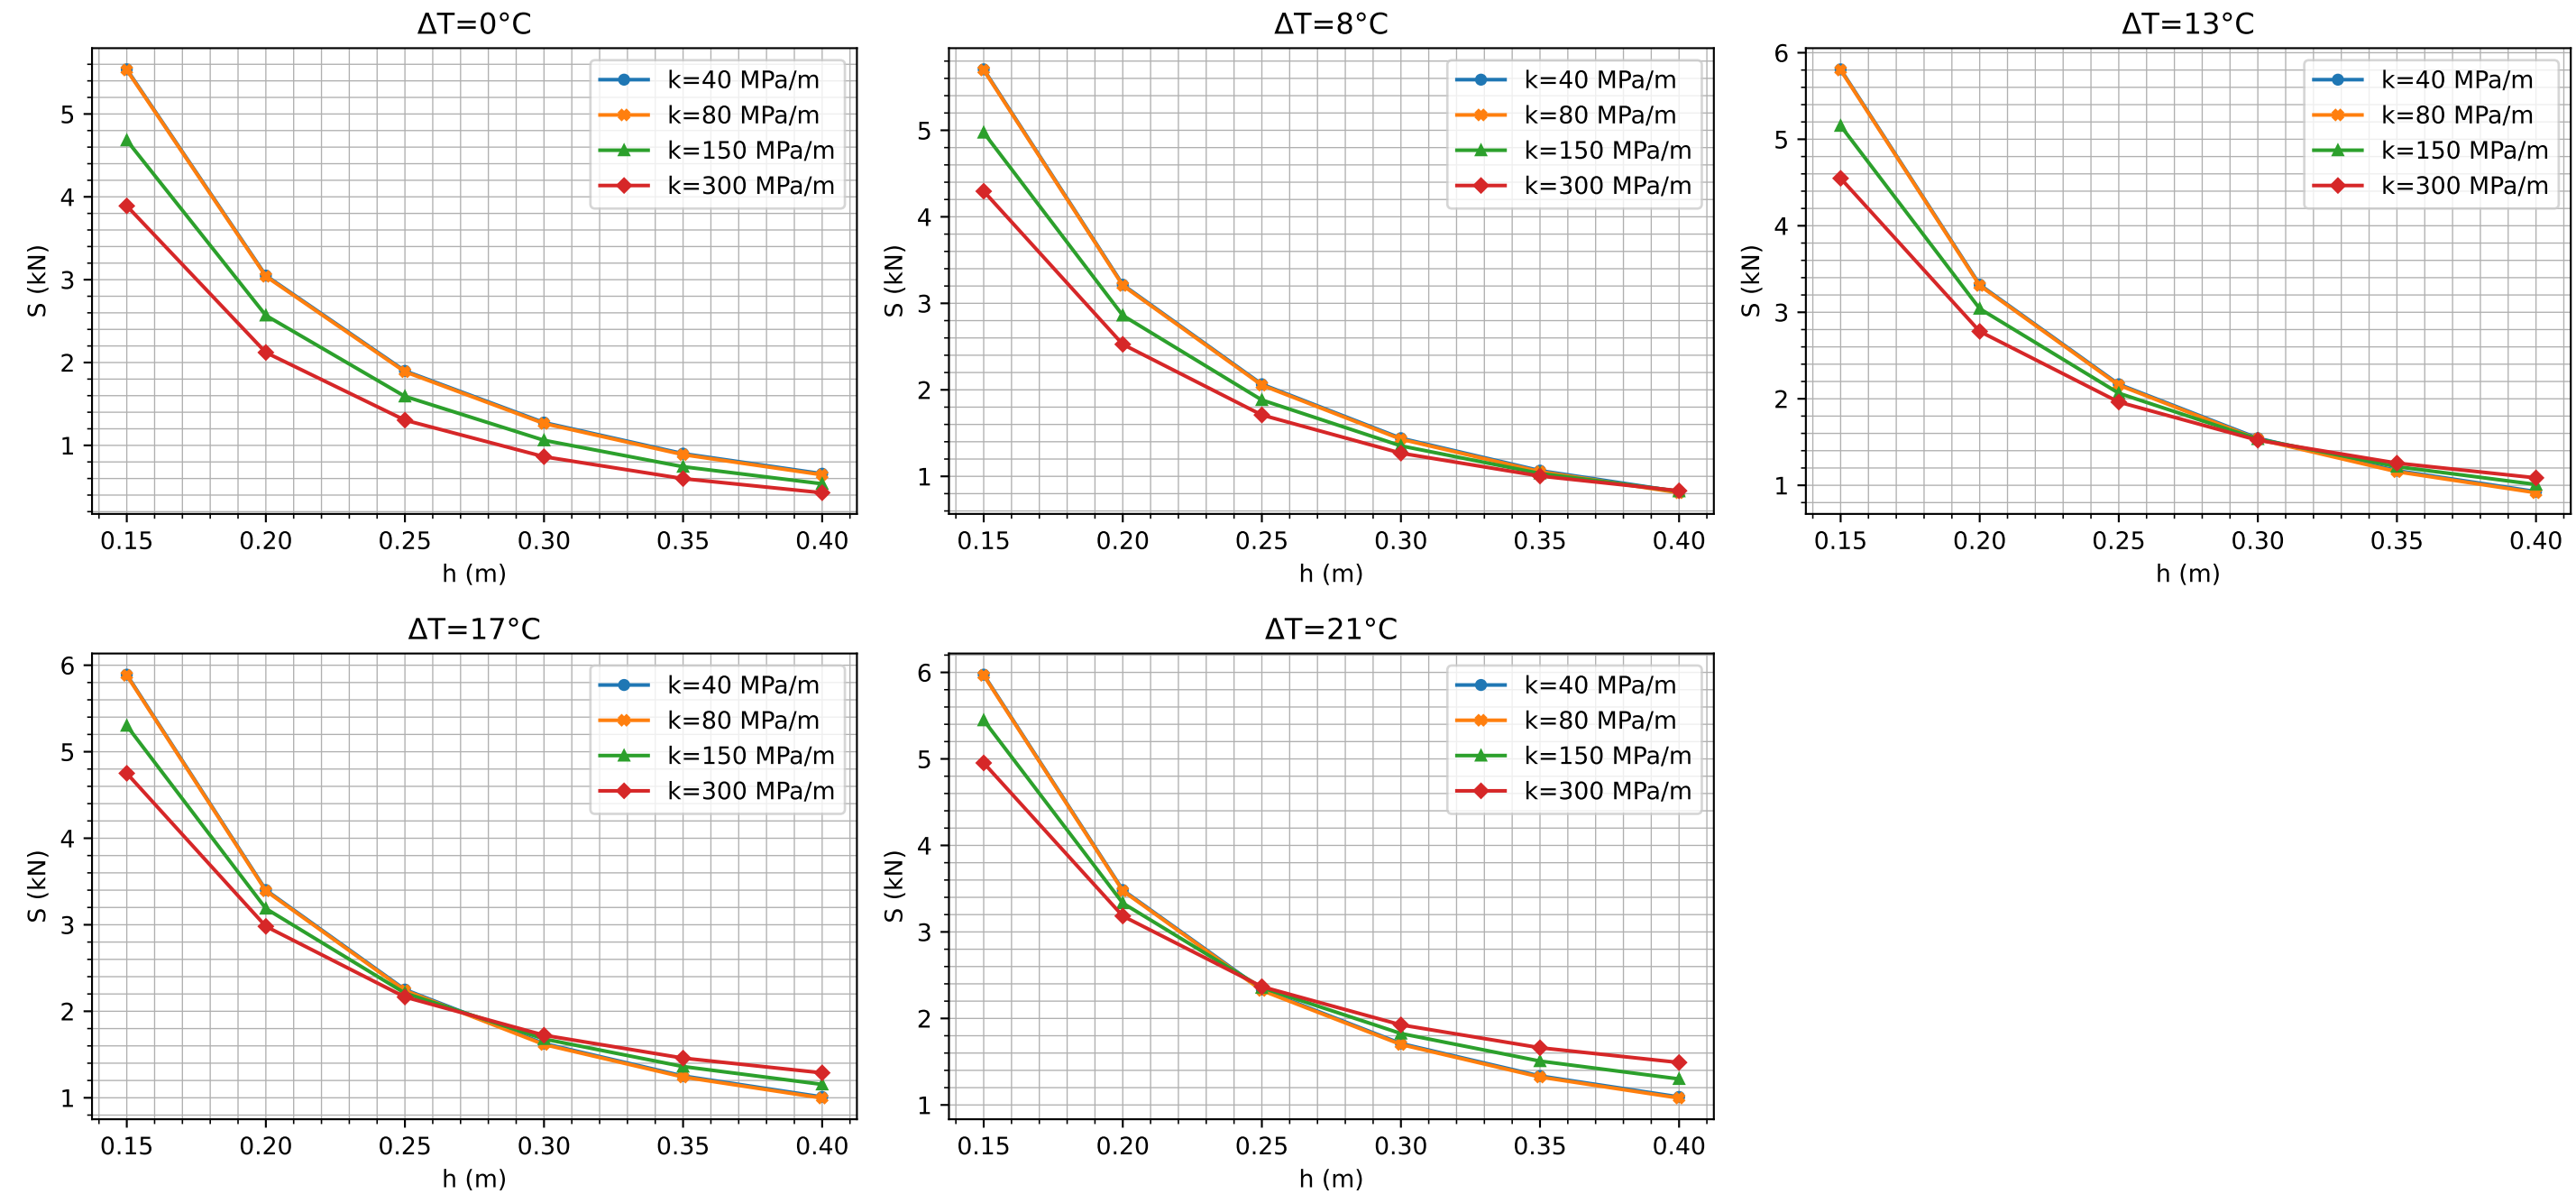 ΔT=0°C
S (kN)
5
4
3
2
1
k=40 MPa/m
k=80 MPa/m
k=150 MPa/m
k=300 MPa/m
0.15 0.20 0.25 0.30 0.35 0.40
h (m)
ΔT=8°C
S (kN)
5
4
3
2
1
k=40 MPa/m
k=80 MPa/m
k=150 MPa/m
k=300 MPa/m
0.15 0.20 0.25 0.30 0.35 0.40
h (m)
ΔT=13°C
S (kN)
6
5
4
3
2
1
k=40 MPa/m
k=80 MPa/m
k=150 MPa/m
k=300 MPa/m
0.15 0.20 0.25 0.30 0.35 0.40
h (m)
ΔT=17°C
S (kN)
6
5
4
3
2
1
k=40 MPa/m
k=80 MPa/m
k=150 MPa/m
k=300 MPa/m
0.15 0.20 0.25 0.30 0.35 0.40
h (m)
ΔT=21°C
S (kN)
6
5
4
3
2
1
k=40 MPa/m
k=80 MPa/m
k=150 MPa/m
k=300 MPa/m
0.15 0.20 0.25 0.30 0.35 0.40
h (m)